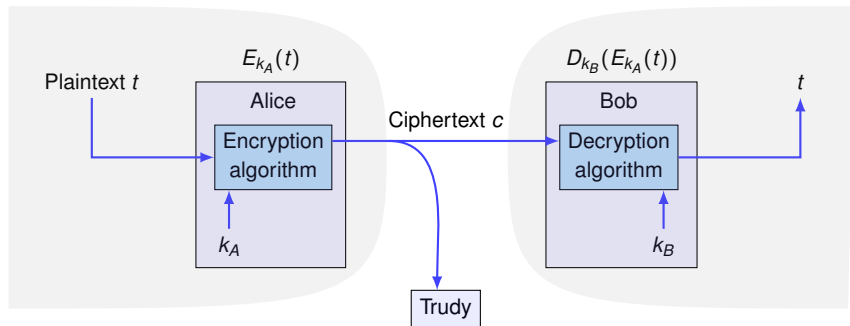 E_{k_A}(t)
D_{k_B}(E_{k_A}(t))
Plaintext t
Alice
Bob
t
Ciphertext c
Encryption
algorithm
Decryption
algorithm
k_A
k_B
Trudy